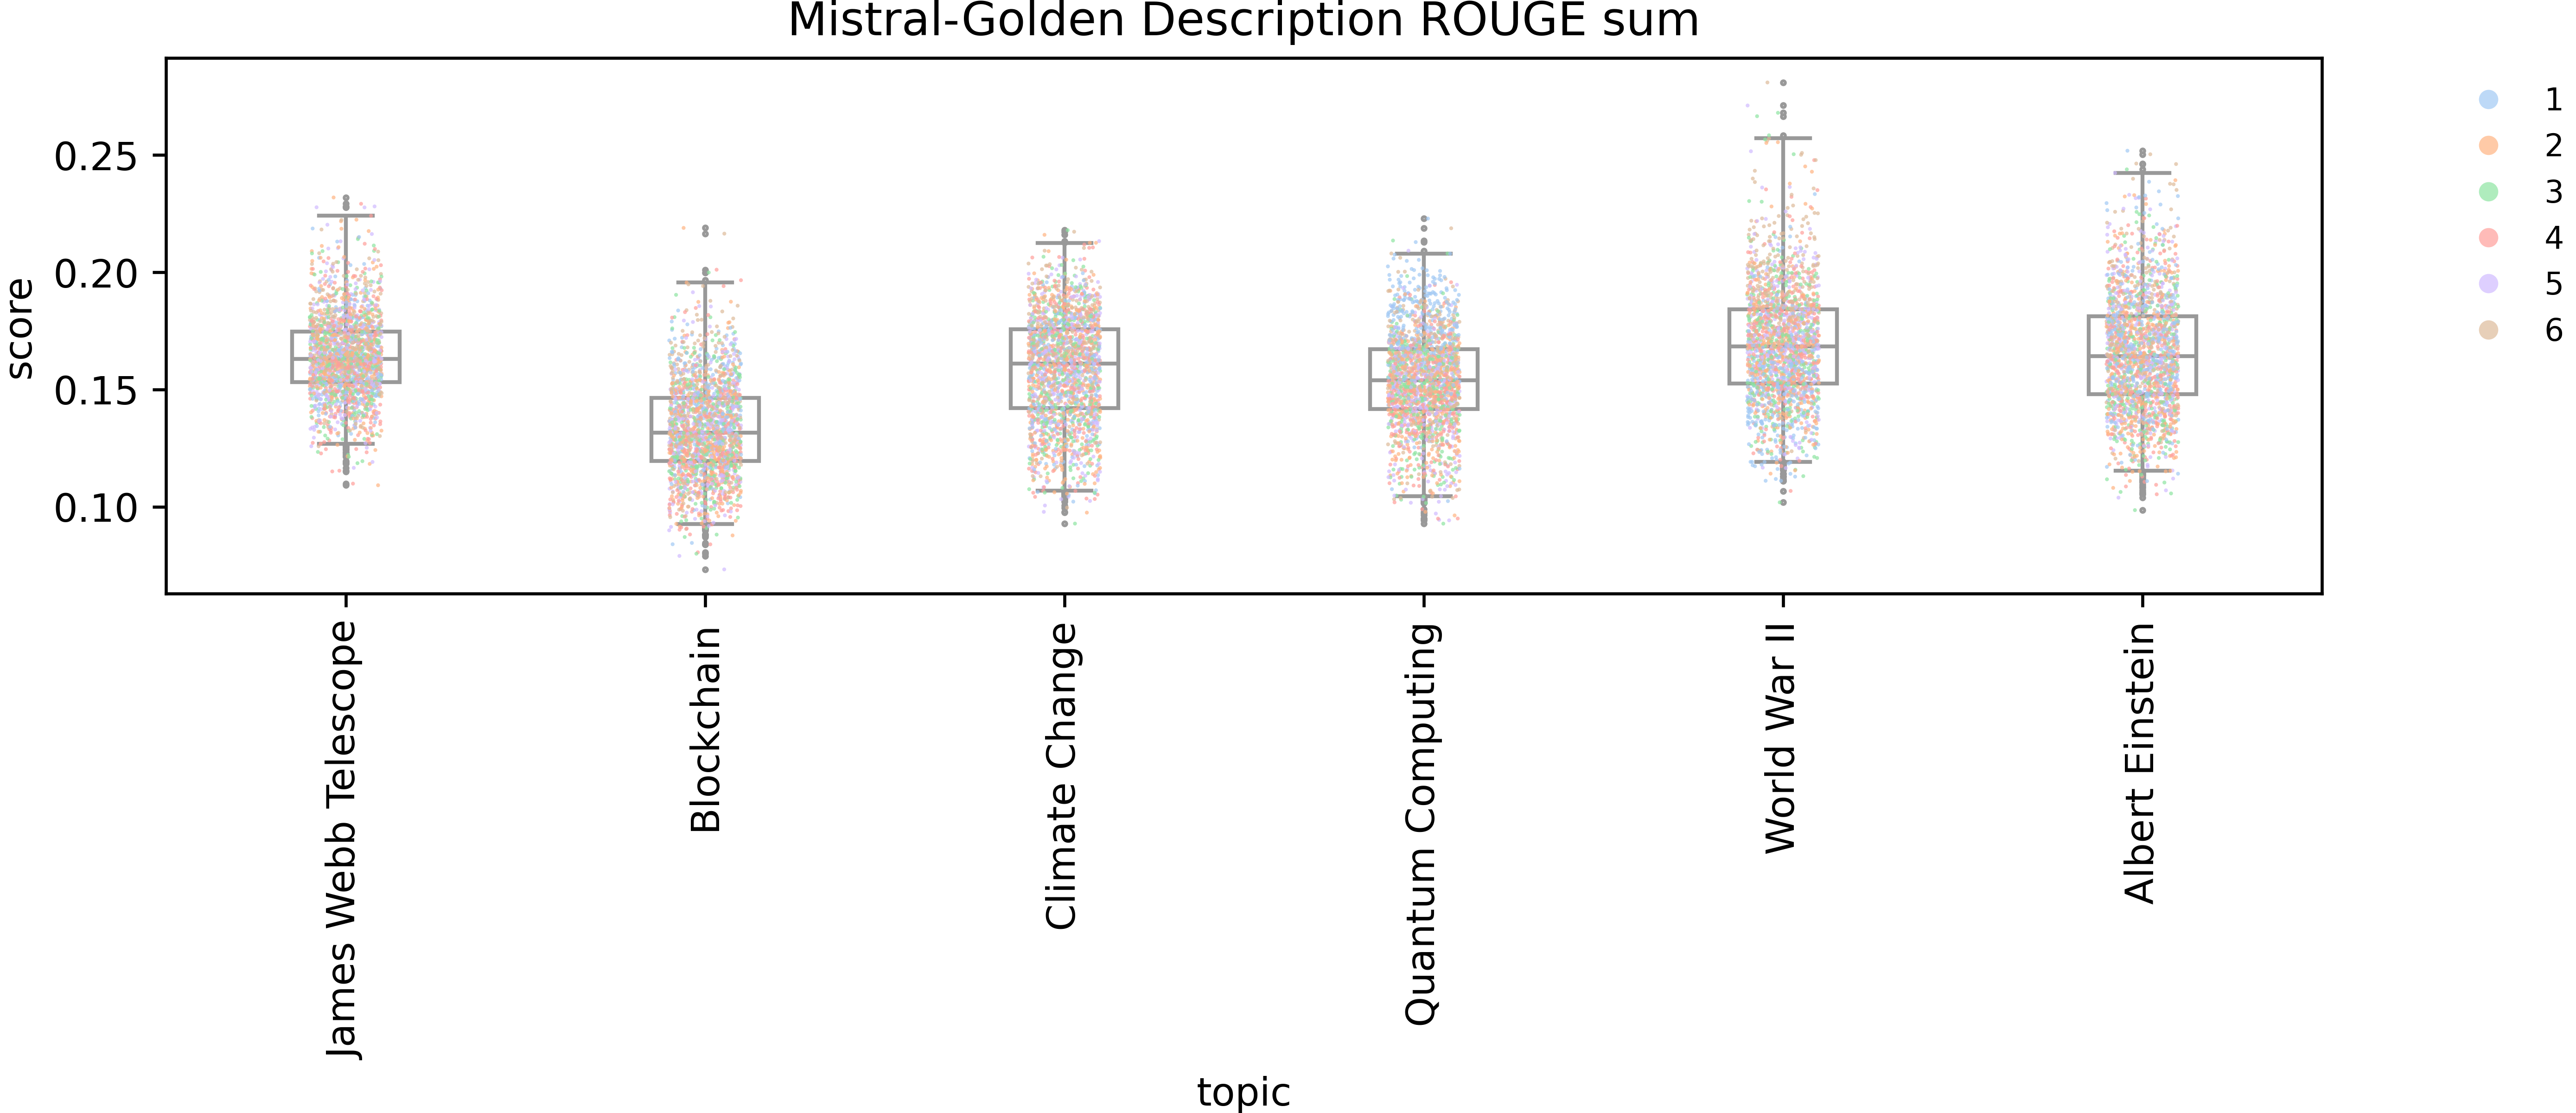 Mistral-Golden Description ROUGE sum
score
0.25
0.20
0.15
0.10
James Webb Telescope
Blockchain
Climate Change
Quantum Computing
World War II
Albert Einstein
topic
1
2
3
4
5
6